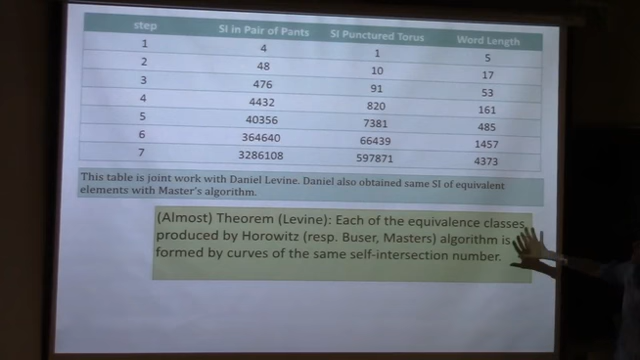 step SI in Pair of Pants SI Punctured Torus Word Length
1 4 1 5
2 48 10 17
3 476 91 53
4 4432 820 161
5 40356 7381 485
6 364640 66439 1457
7 3286108 597871 4373
This table is joint work with Daniel Levine. Daniel also obtained same SI of equivalent
elements with Master's algorithm.
(Almost) Theorem (Levine): Each of the equivalence classes
produced by Horowitz (resp. Buser, Masters) algorithm is
formed by curves of the same self-intersection number.